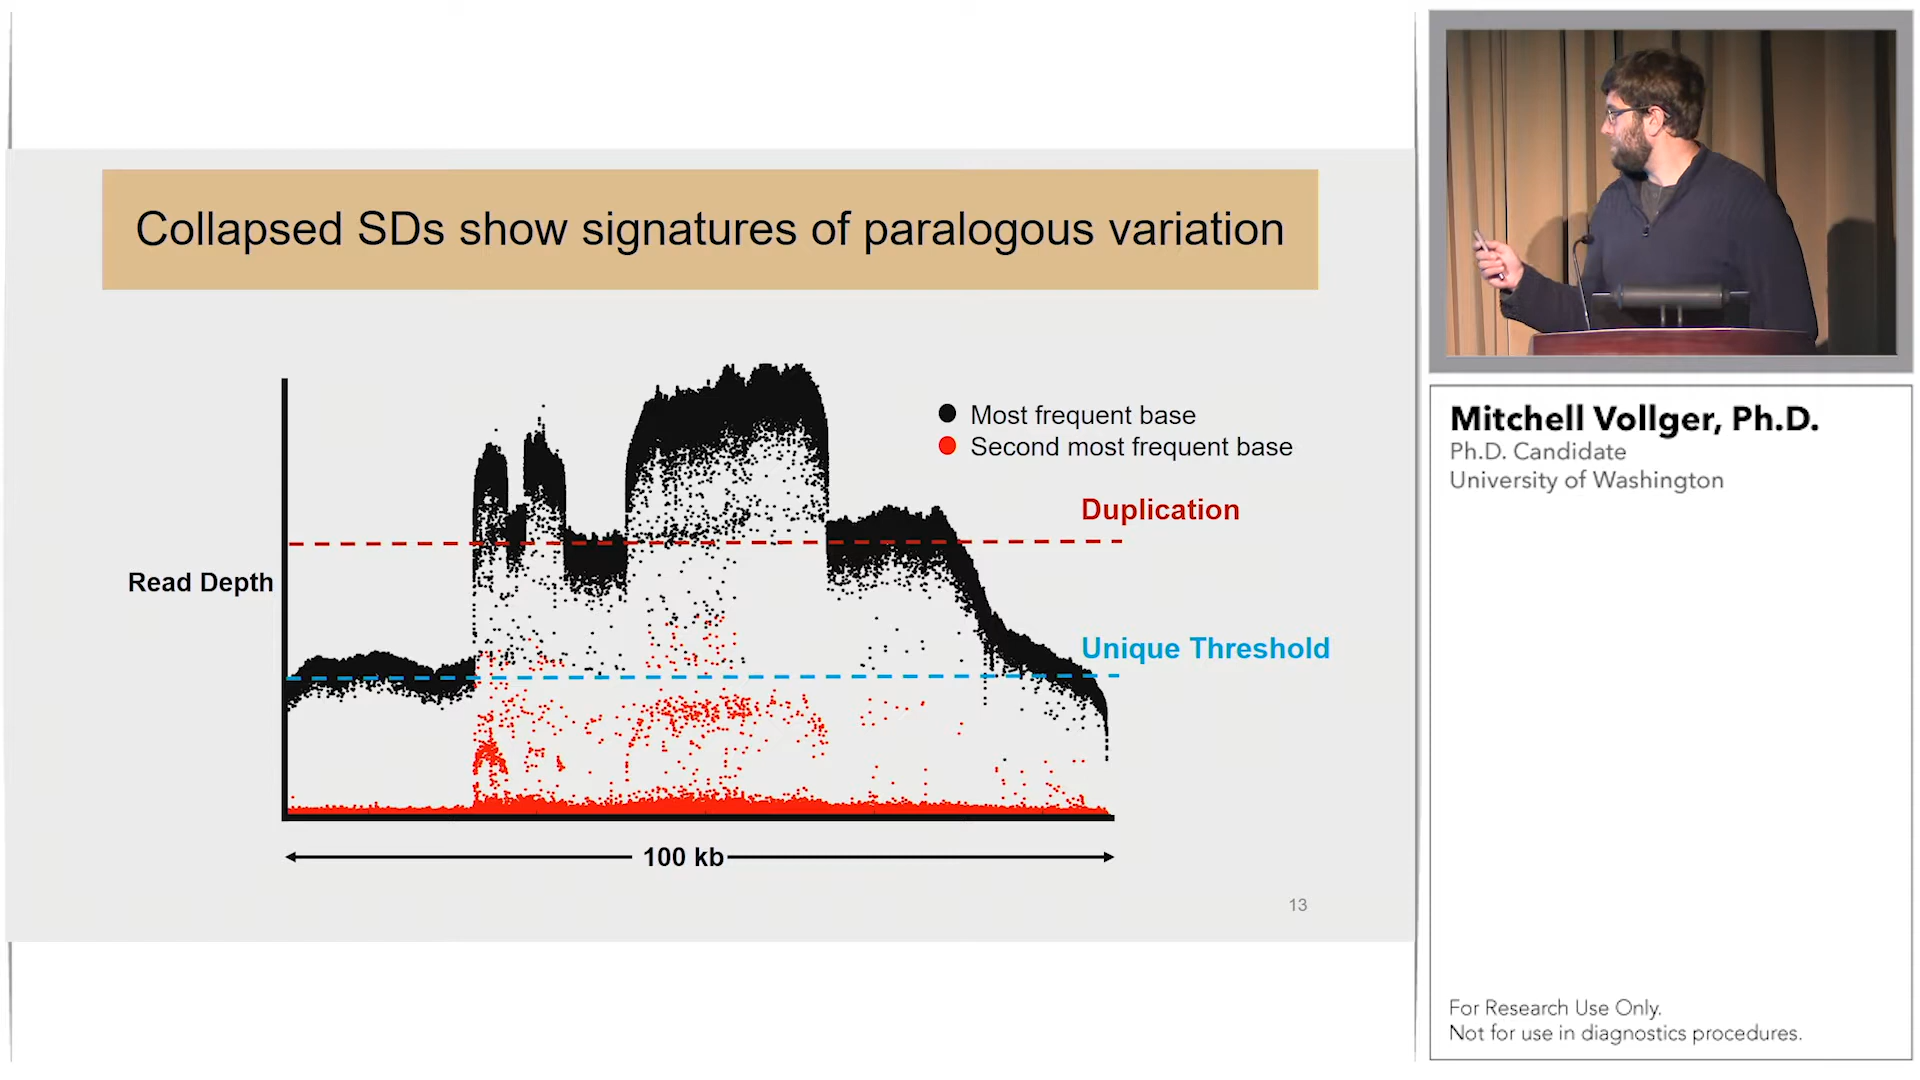 Collapsed SDs show signatures of paralogous variation
Most frequent base
Second most frequent base
Duplication
Read Depth
Unique Threshold
100 kb
13
Mitchell Vollger, Ph.D.
Ph.D. Candidate
University of Washington
For Research Use Only.
Not for use in diagnostics procedures.